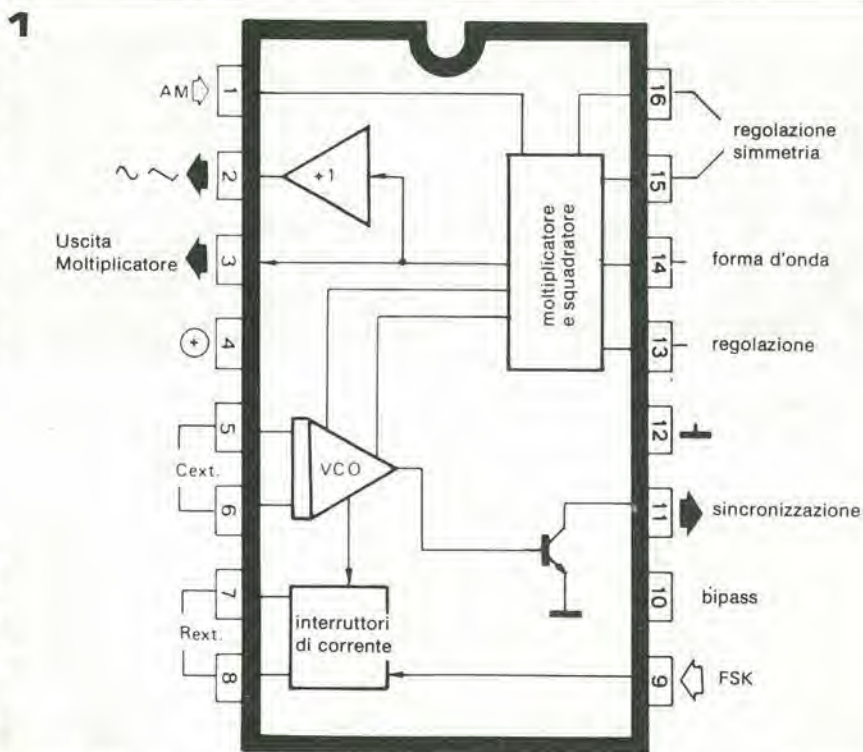 1
AM
1
2
Uscita
Moltiplicatore
3
+
4
5
Cext.
6
7
Rext.
8
+1
moltiplicatore
e squadratore
VCO
interruttori
di corrente
16
regolazione
simmetria
15
14
forma d'onda
13
regolazione
12
11
sincronizzazione
10
bipass
9
FSK